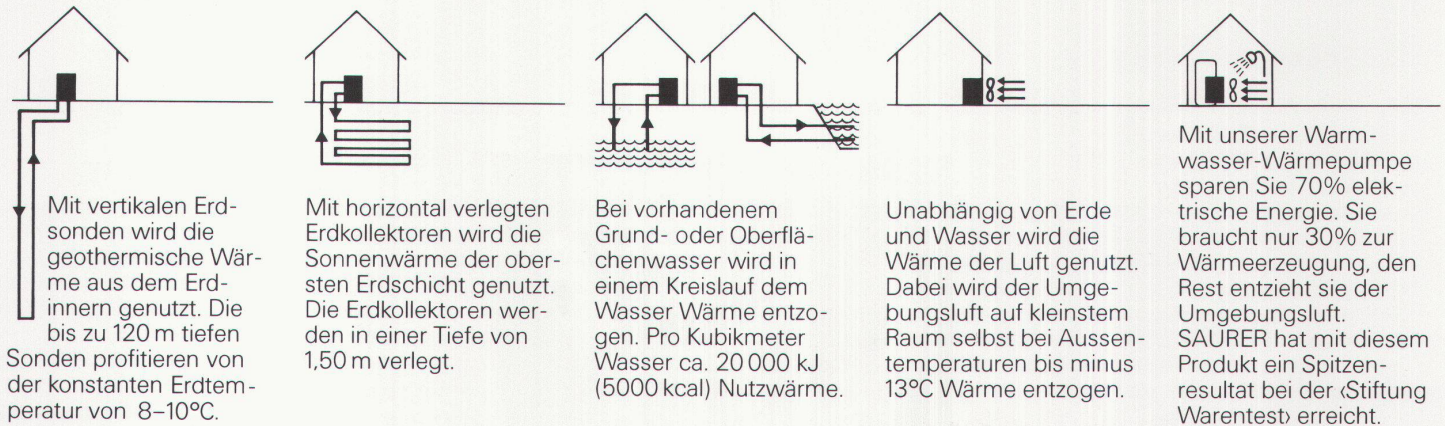 Mit vertikalen Erd-
sonden wird die
geothermische Wär-
me aus dem Erd-
innern genutzt. Die
bis zu 120 m tiefen
Sonden profitieren von
der konstanten Erdtem-
peratur von 8–10°C.
Mit horizontal verlegten
Erdkollektoren wird die
Sonnenwärme der ober-
sten Erdschicht genutzt.
Die Erdkollektoren wer-
den in einer Tiefe von
1,50 m verlegt.
Bei vorhandenem
Grund- oder Oberflä-
chenwasser wird in
einem Kreislauf dem
Wasser Wärme entzo-
gen. Pro Kubikmeter
Wasser ca. 20 000 kJ
(5000 kcal) Nutzwärme.
Unabhängig von Erde
und Wasser wird die
Wärme der Luft genutzt.
Dabei wird der Umge-
bungsluft auf kleinstem
Raum selbst bei Aussen-
temperaturen bis minus
13°C Wärme entzogen.
Mit unserer Warm-
wasser-Wärmepumpe
sparen Sie 70% elek-
trische Energie. Sie
braucht nur 30% zur
Wärmeerzeugung, den
Rest entzieht sie der
Umgebungsluft.
SAURER hat mit diesem
Produkt ein Spitzen-
resultat bei der ‹Stiftung
Warentest› erreicht.